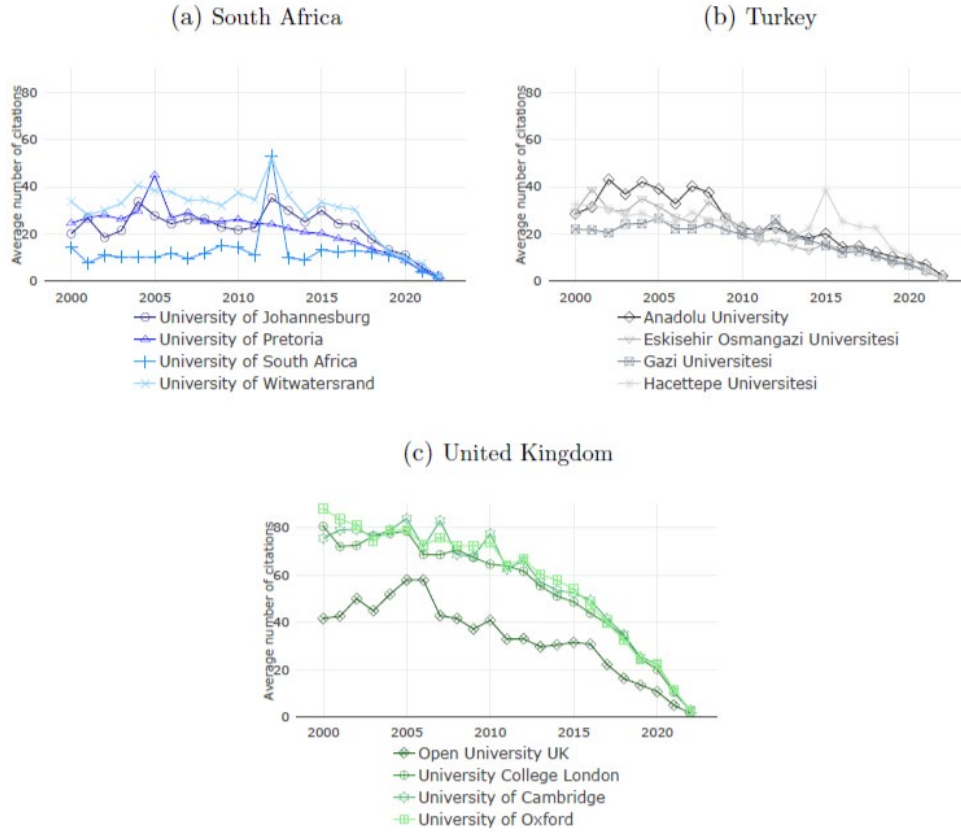 (a) South Africa
(b) Turkey
Average number of citations
80
60
40
20
0
2000 2005 2010 2015 2020
University of Johannesburg
University of Pretoria
University of South Africa
University of Witwatersrand
Average number of citations
80
60
40
20
0
2000 2005 2010 2015 2020
Anadolu University
Eskisehir Osmangazi Universitesi
Gazi Universitesi
Hacettepe Universitesi
(c) United Kingdom
Average number of citations
80
60
40
20
0
2000 2005 2010 2015 2020
Open University UK
University College London
University of Cambridge
University of Oxford